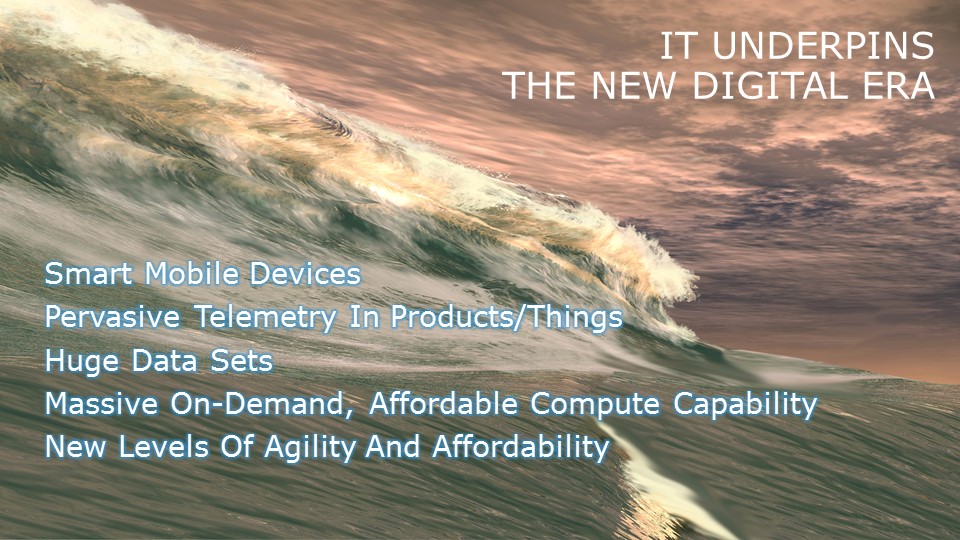 IT UNDERPINS
THE NEW DIGITAL ERA
Smart Mobile Devices
Pervasive Telemetry In Products/Things
Huge Data Sets
Massive On-Demand, Affordable Compute Capability
New Levels Of Agility And Affordability